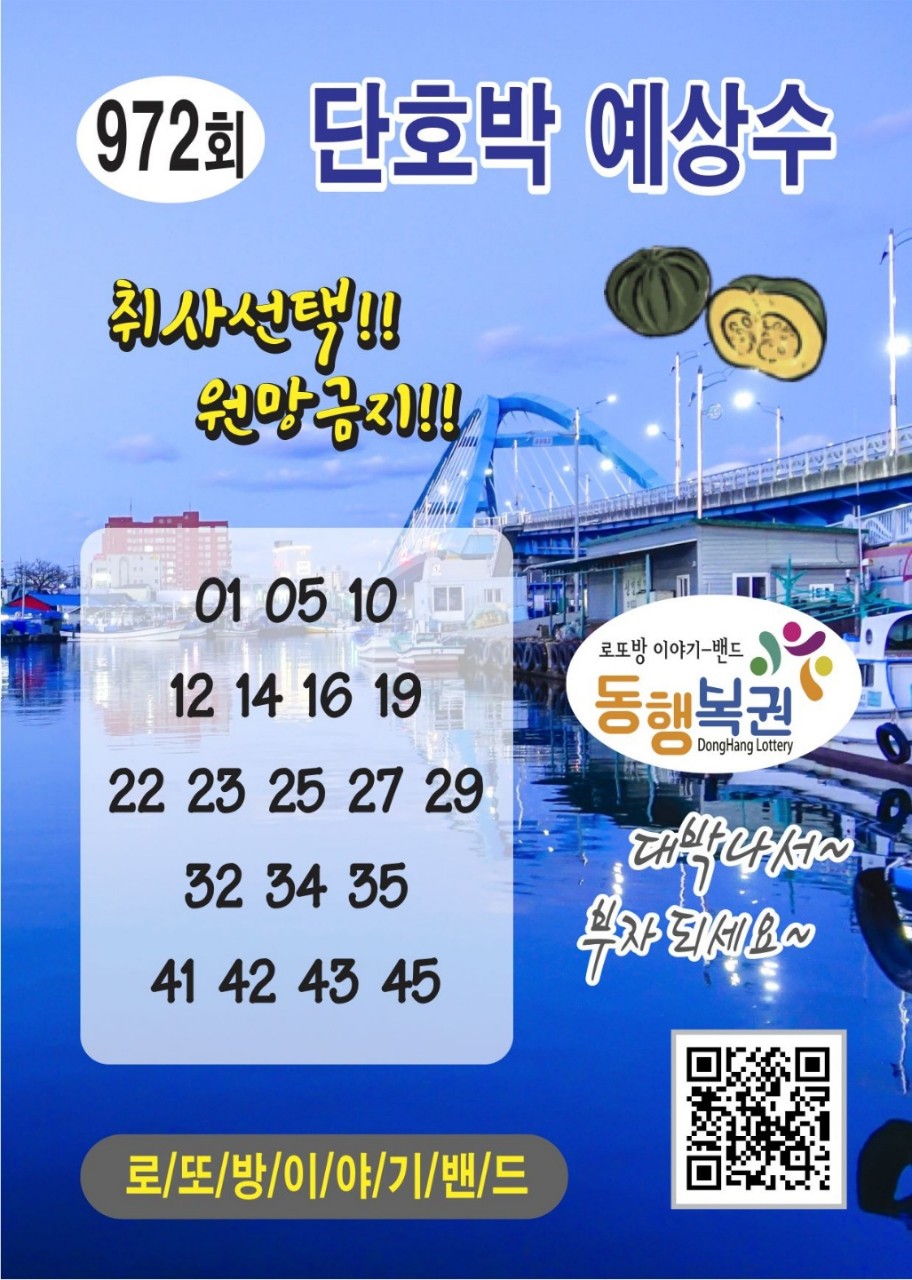 972회 단호박 예상수
취사선택!!
원망금지!!
01 05 10
12 14 16 19
22 23 25 27 29
32 34 35
41 42 43 45
로또방 이야기-밴드
동행복권
DongHang Lottery
대박나서~
부자 되세요~
로/또/방/이/야/기/밴/드